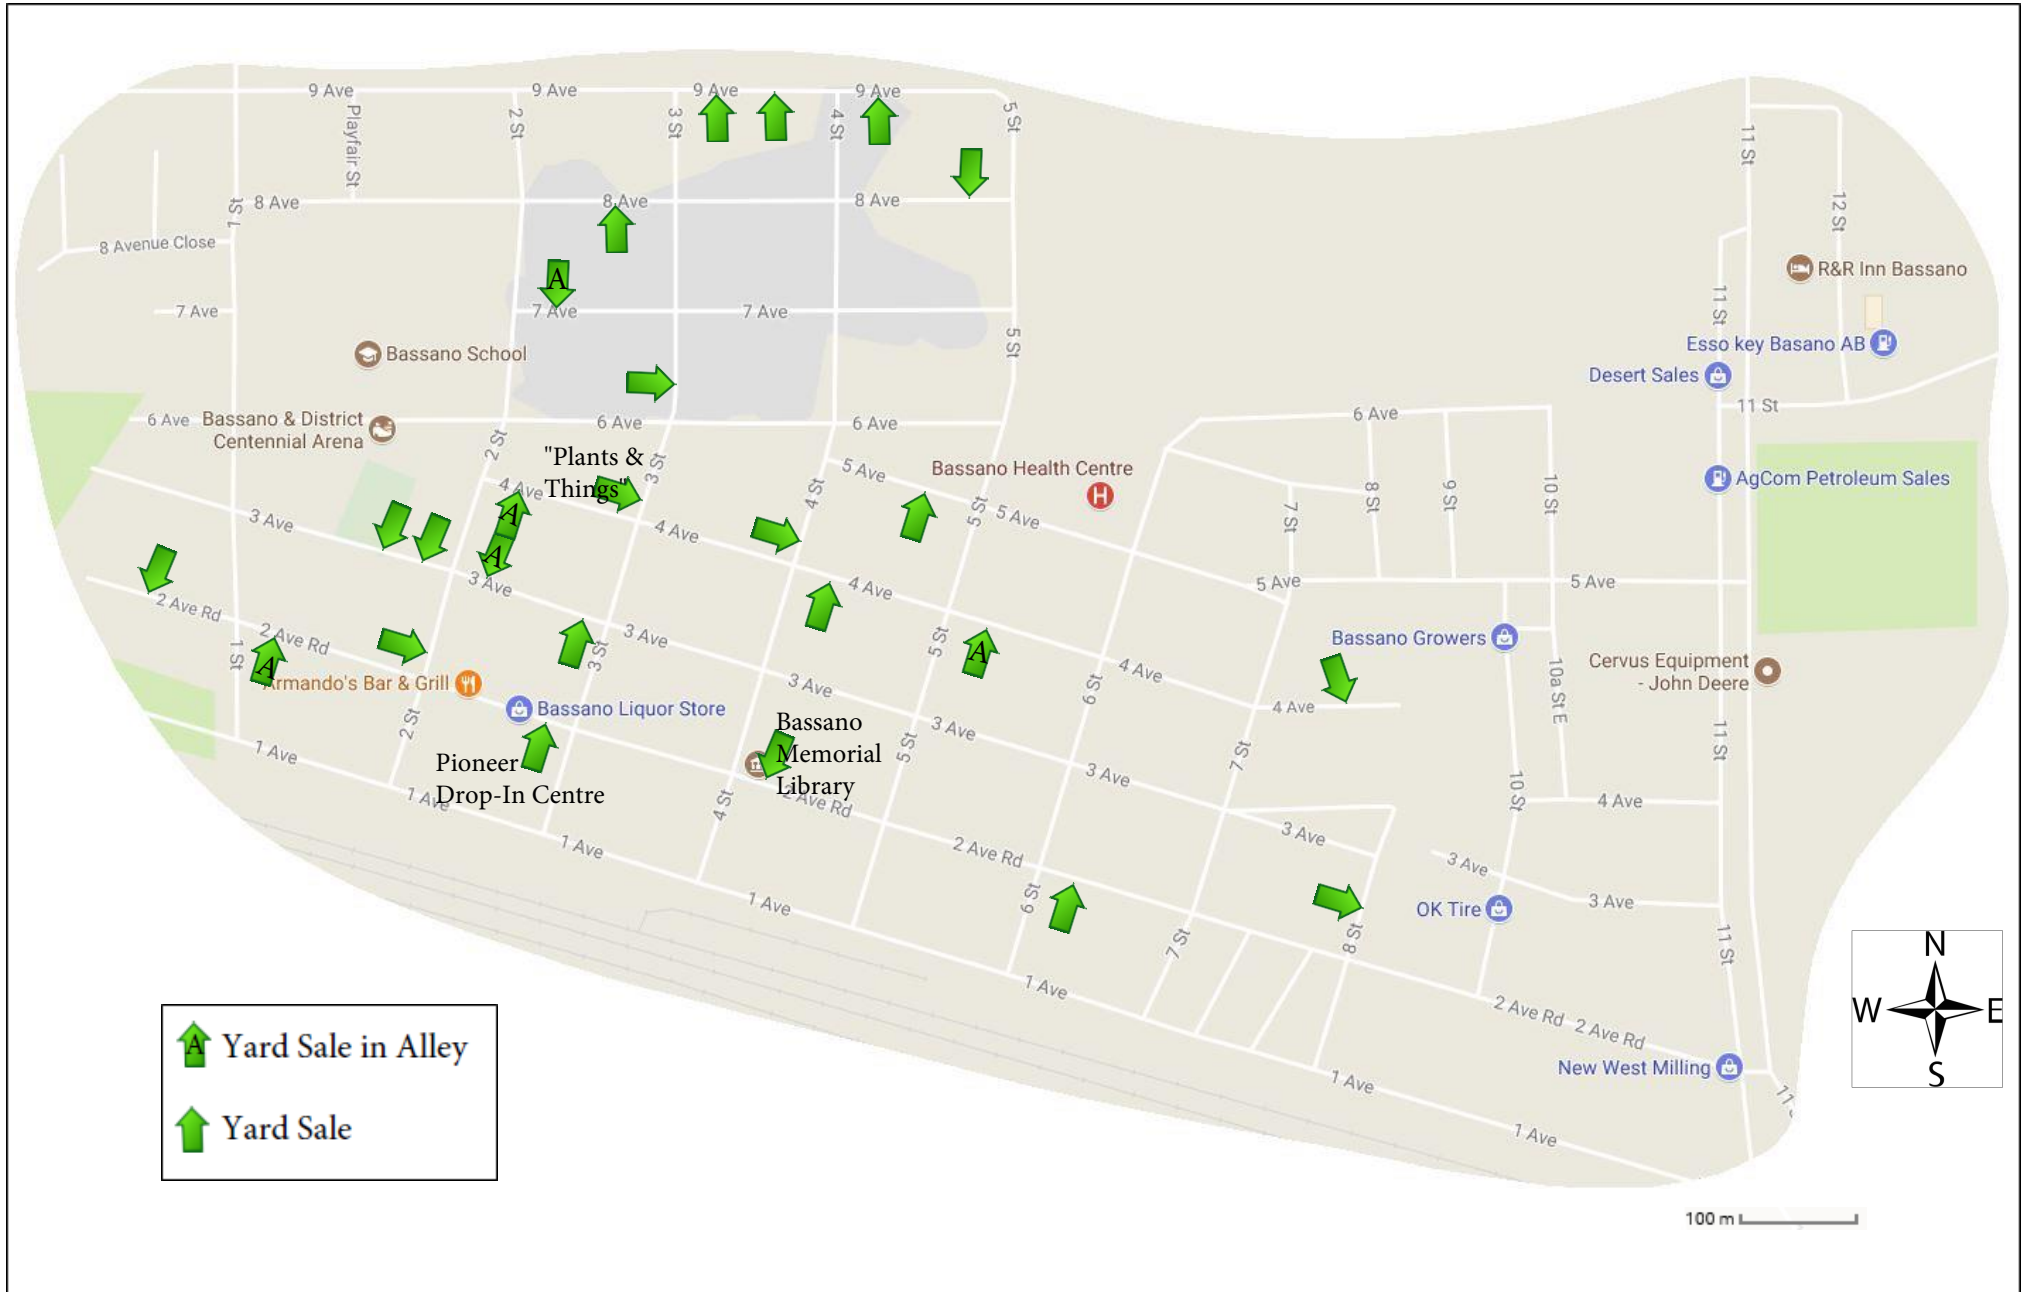 9 Ave
9 Ave
9 Ave
9 Ave
Playfair St
2 St
3 St
4 St
5 St
11 St
1 St
8 Ave
8 Ave
8 Ave
12 St
8 Avenue Close
R&R Inn Bassano
A
7 Ave
7 Ave
7 Ave
11 St
5 St
Esso key Basano AB
Bassano School
Desert Sales
11 St
6 Ave
Bassano & District
Centennial Arena
6 Ave
6 Ave
6 Ave
2 St
"Plants &
Things"
3 St
5 Ave
Bassano Health Centre
H
AgCom Petroleum Sales
4 Ave
4 St
5 St
5 Ave
7 St
8 St
9 St
10 St
3 Ave
A
A
4 Ave
3 Ave
4 Ave
5 Ave
5 Ave
2 Ave Rd
2 Ave Rd
1 St
A
3 St
3 Ave
5 St
A
Bassano Growers
Cervus Equipment
- John Deere
10a St E
Armando's Bar & Grill
4 Ave
6 St
3 Ave
4 Ave
Bassano Liquor Store
2 St
Bassano
Memorial
Library
3 Ave
5 St
7 St
11 St
1 Ave
Pioneer
Drop-In Centre
3 Ave
10 St
1 Ave
4 St
2 Ave Rd
4 Ave
1 Ave
2 Ave Rd
3 Ave
3 Ave
3 Ave
OK Tire
1 Ave
6 St
7 St
8 St
11 St
1 Ave
2 Ave Rd
2 Ave Rd
New West Milling
1 Ave
1 Ave
N
W
E
S
A
Yard Sale in Alley
Yard Sale
100 m